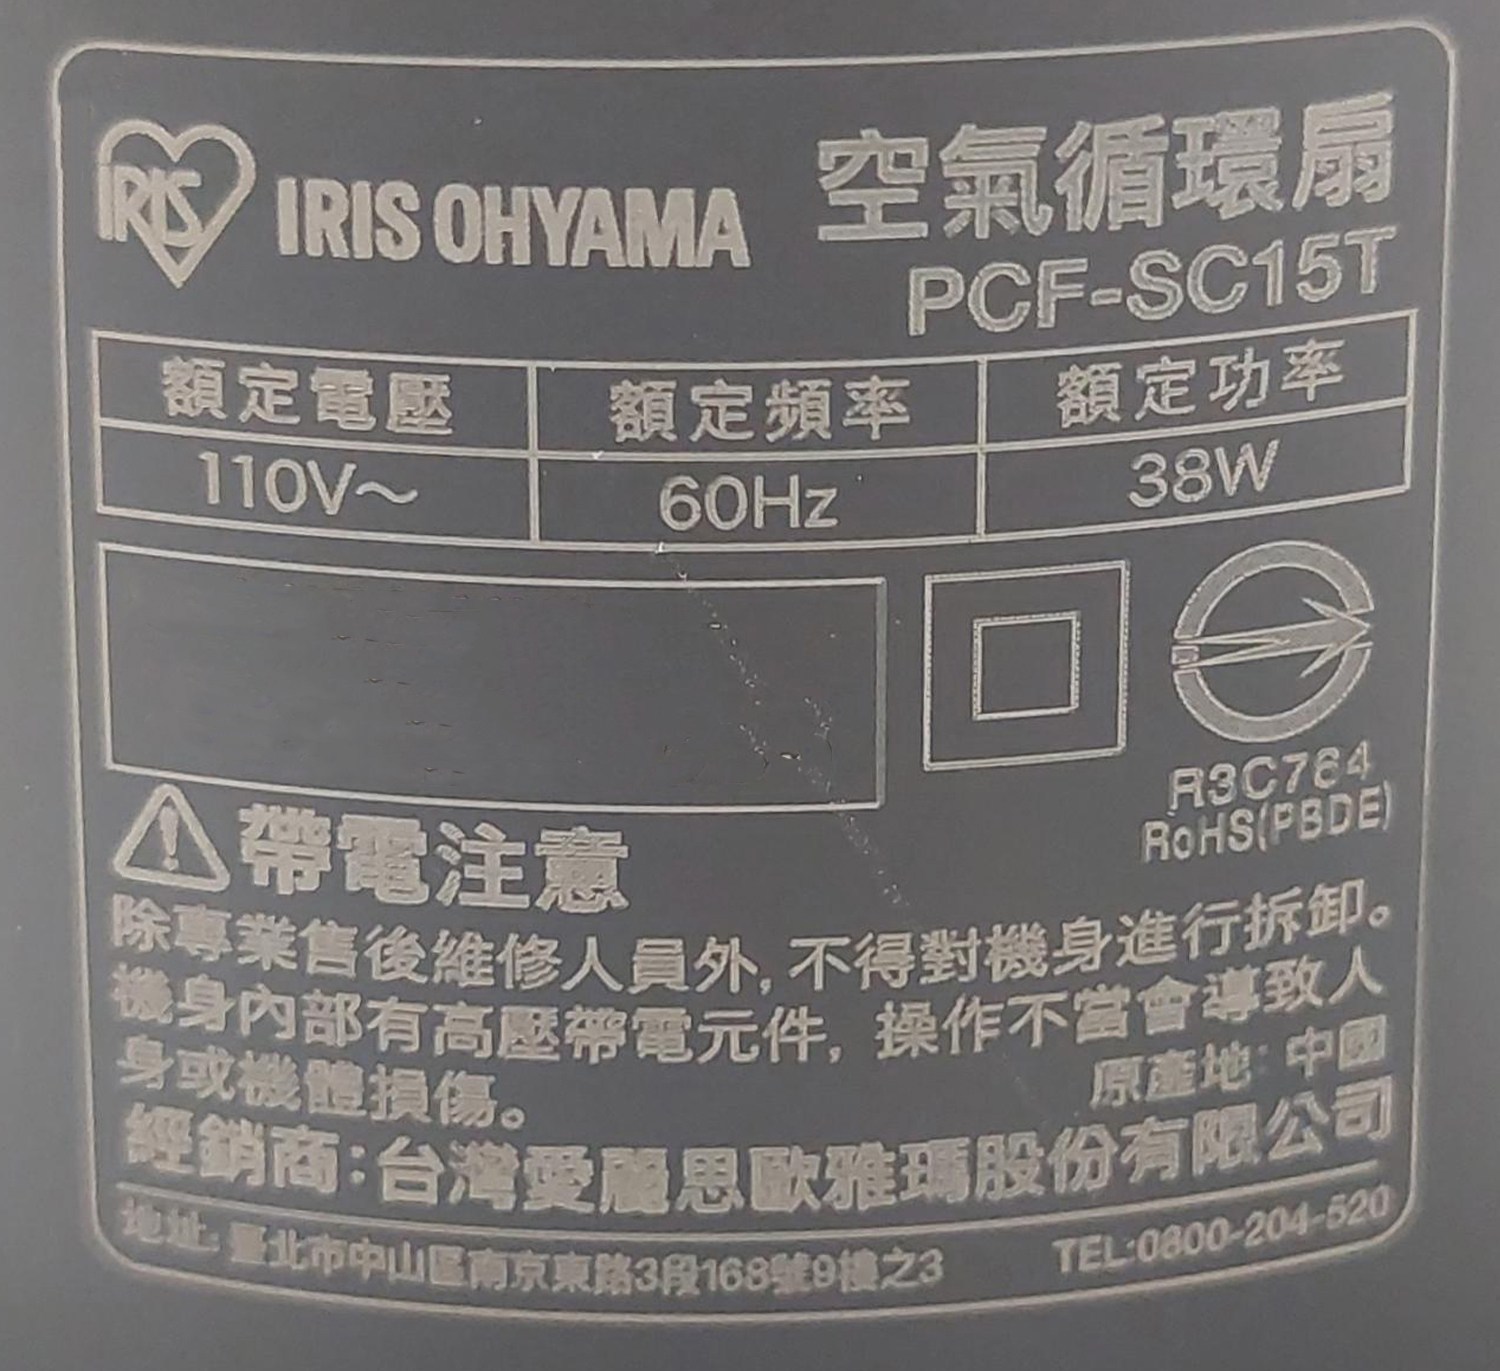 IRIS IRIS OHYAMA
空氣循環扇
PCF-SC15T
額定電壓 額定頻率 額定功率
110V～ 60Hz 38W
R3C764
RoHS(PBDE)
帶電注意
除專業售後維修人員外,不得對機身進行拆卸。
機身內部有高壓帶電元件,操作不當會導致人
身或機體損傷。
原產地:中國
經銷商:台灣愛麗思歐雅瑪股份有限公司
地址:臺北市中山區南京東路3段168號9樓之3 TEL:0800-204-520